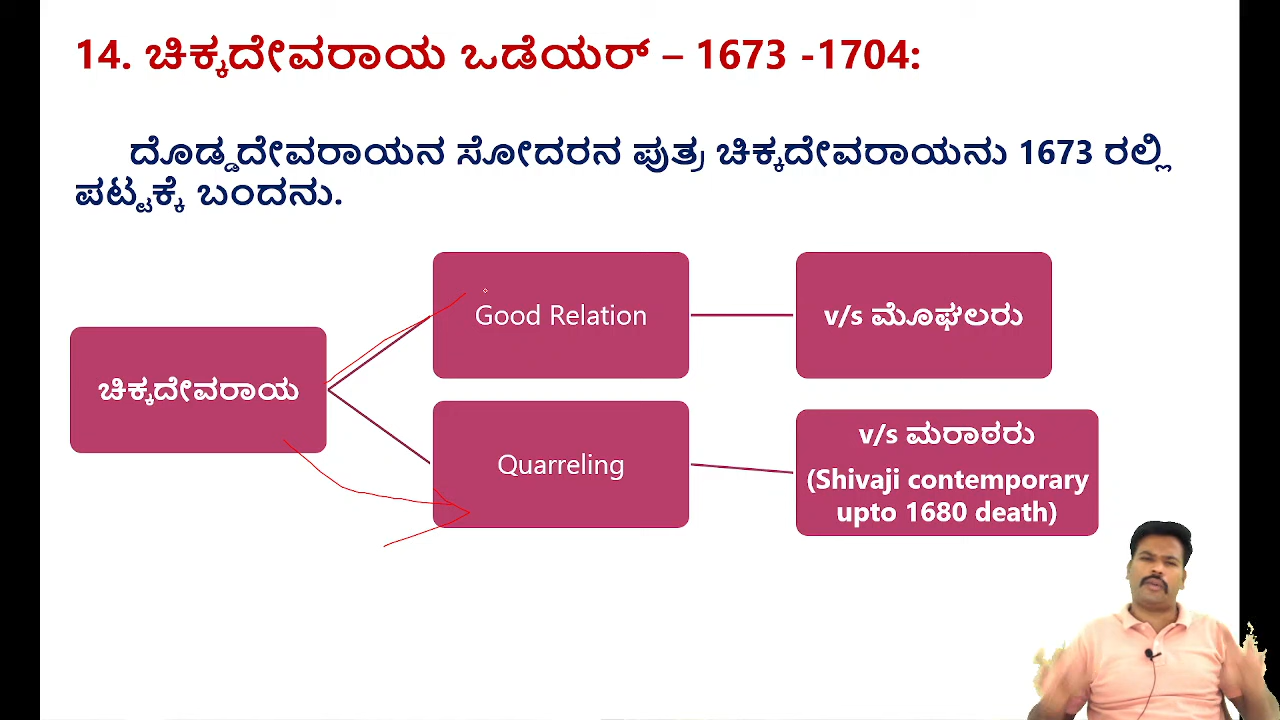 14. ಚಿಕ್ಕದೇವರಾಯ ಒಡೆಯರ್ – 1673 -1704:
ದೊಡ್ಡದೇವರಾಯನ ಸೋದರನ ಪುತ್ರ ಚಿಕ್ಕದೇವರಾಯನು 1673 ರಲ್ಲಿ
ಪಟ್ಟಕ್ಕೆ ಬಂದನು.
ಚಿಕ್ಕದೇವರಾಯ
Good Relation
v/s ಮೊಘಲರು
Quarreling
v/s ಮರಾಠರು
(Shivaji contemporary
upto 1680 death)